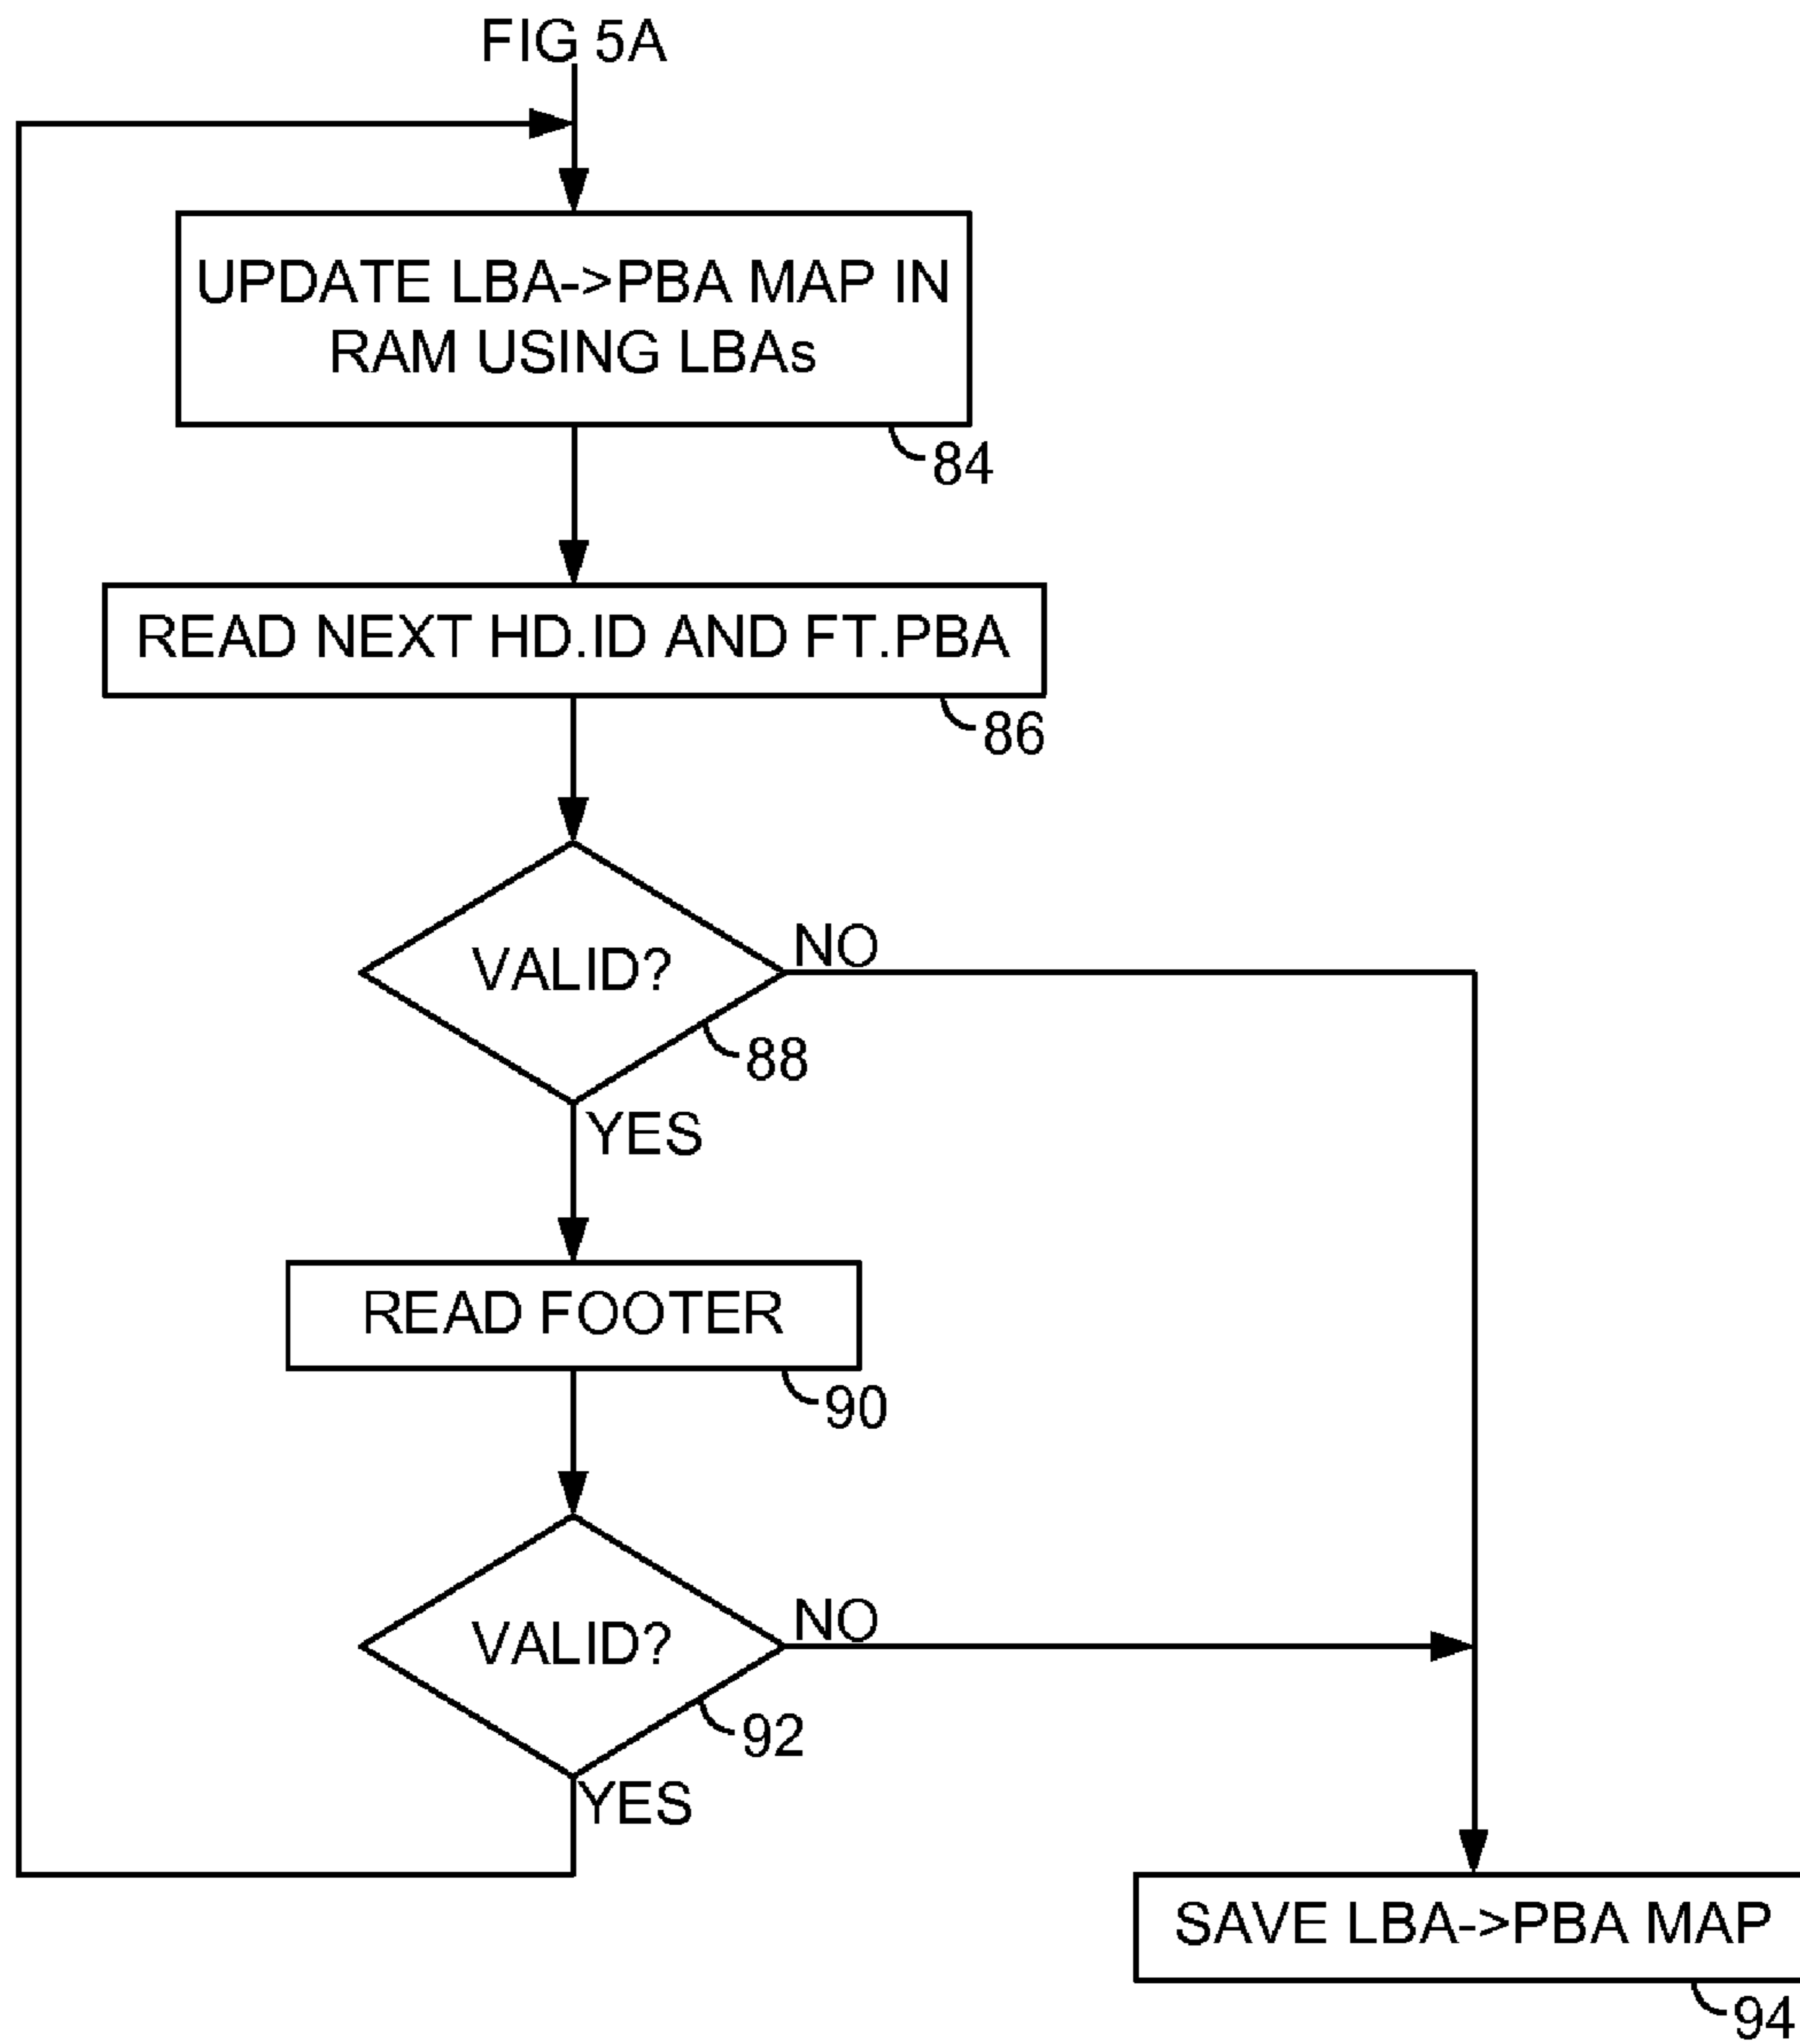 FIG 5A
UPDATE LBA->PBA MAP IN
RAM USING LBAs
84
READ NEXT HD.ID AND FT.PBA
86
VALID?
NO
88
YES
READ FOOTER
90
VALID?
NO
92
YES
SAVE LBA->PBA MAP
94